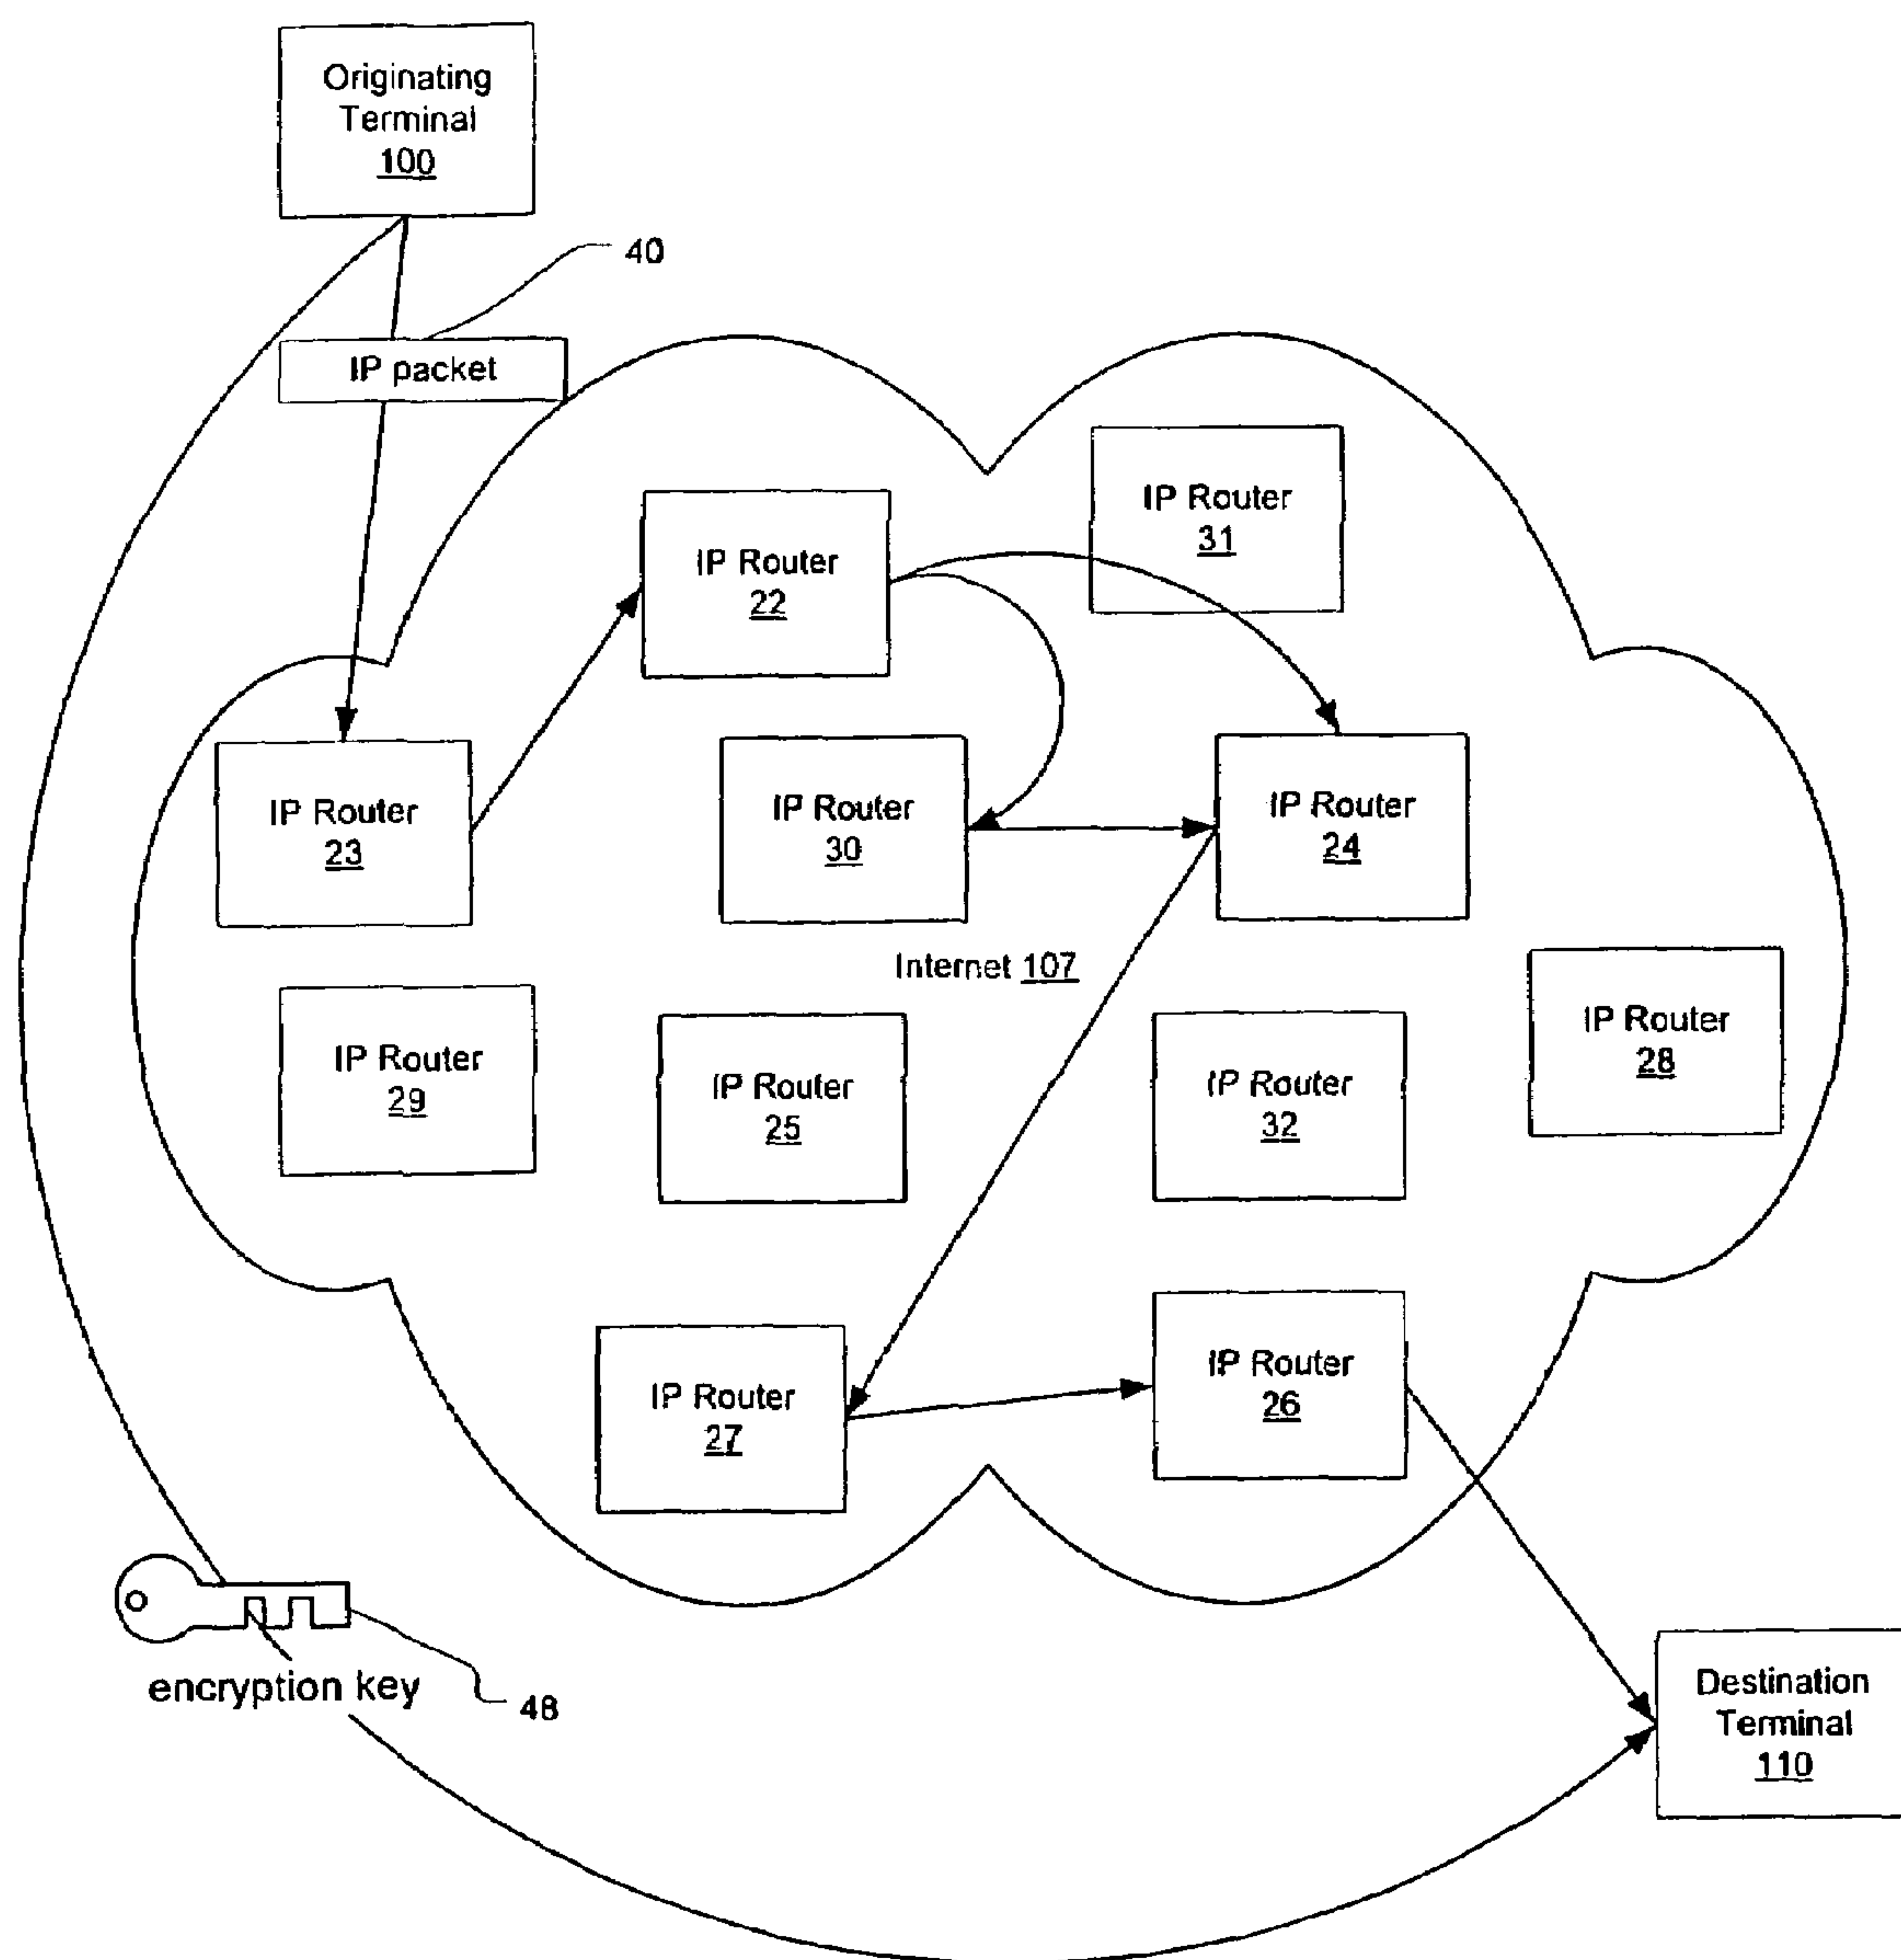 Originating
Terminal
100
40
IP packet
IP Router
31
IP Router
22
IP Router
23
IP Router
30
IP Router
24
Internet 107
IP Router
29
IP Router
25
IP Router
32
IP Router
28
IP Router
27
IP Router
26
encryption key
48
Destination
Terminal
110